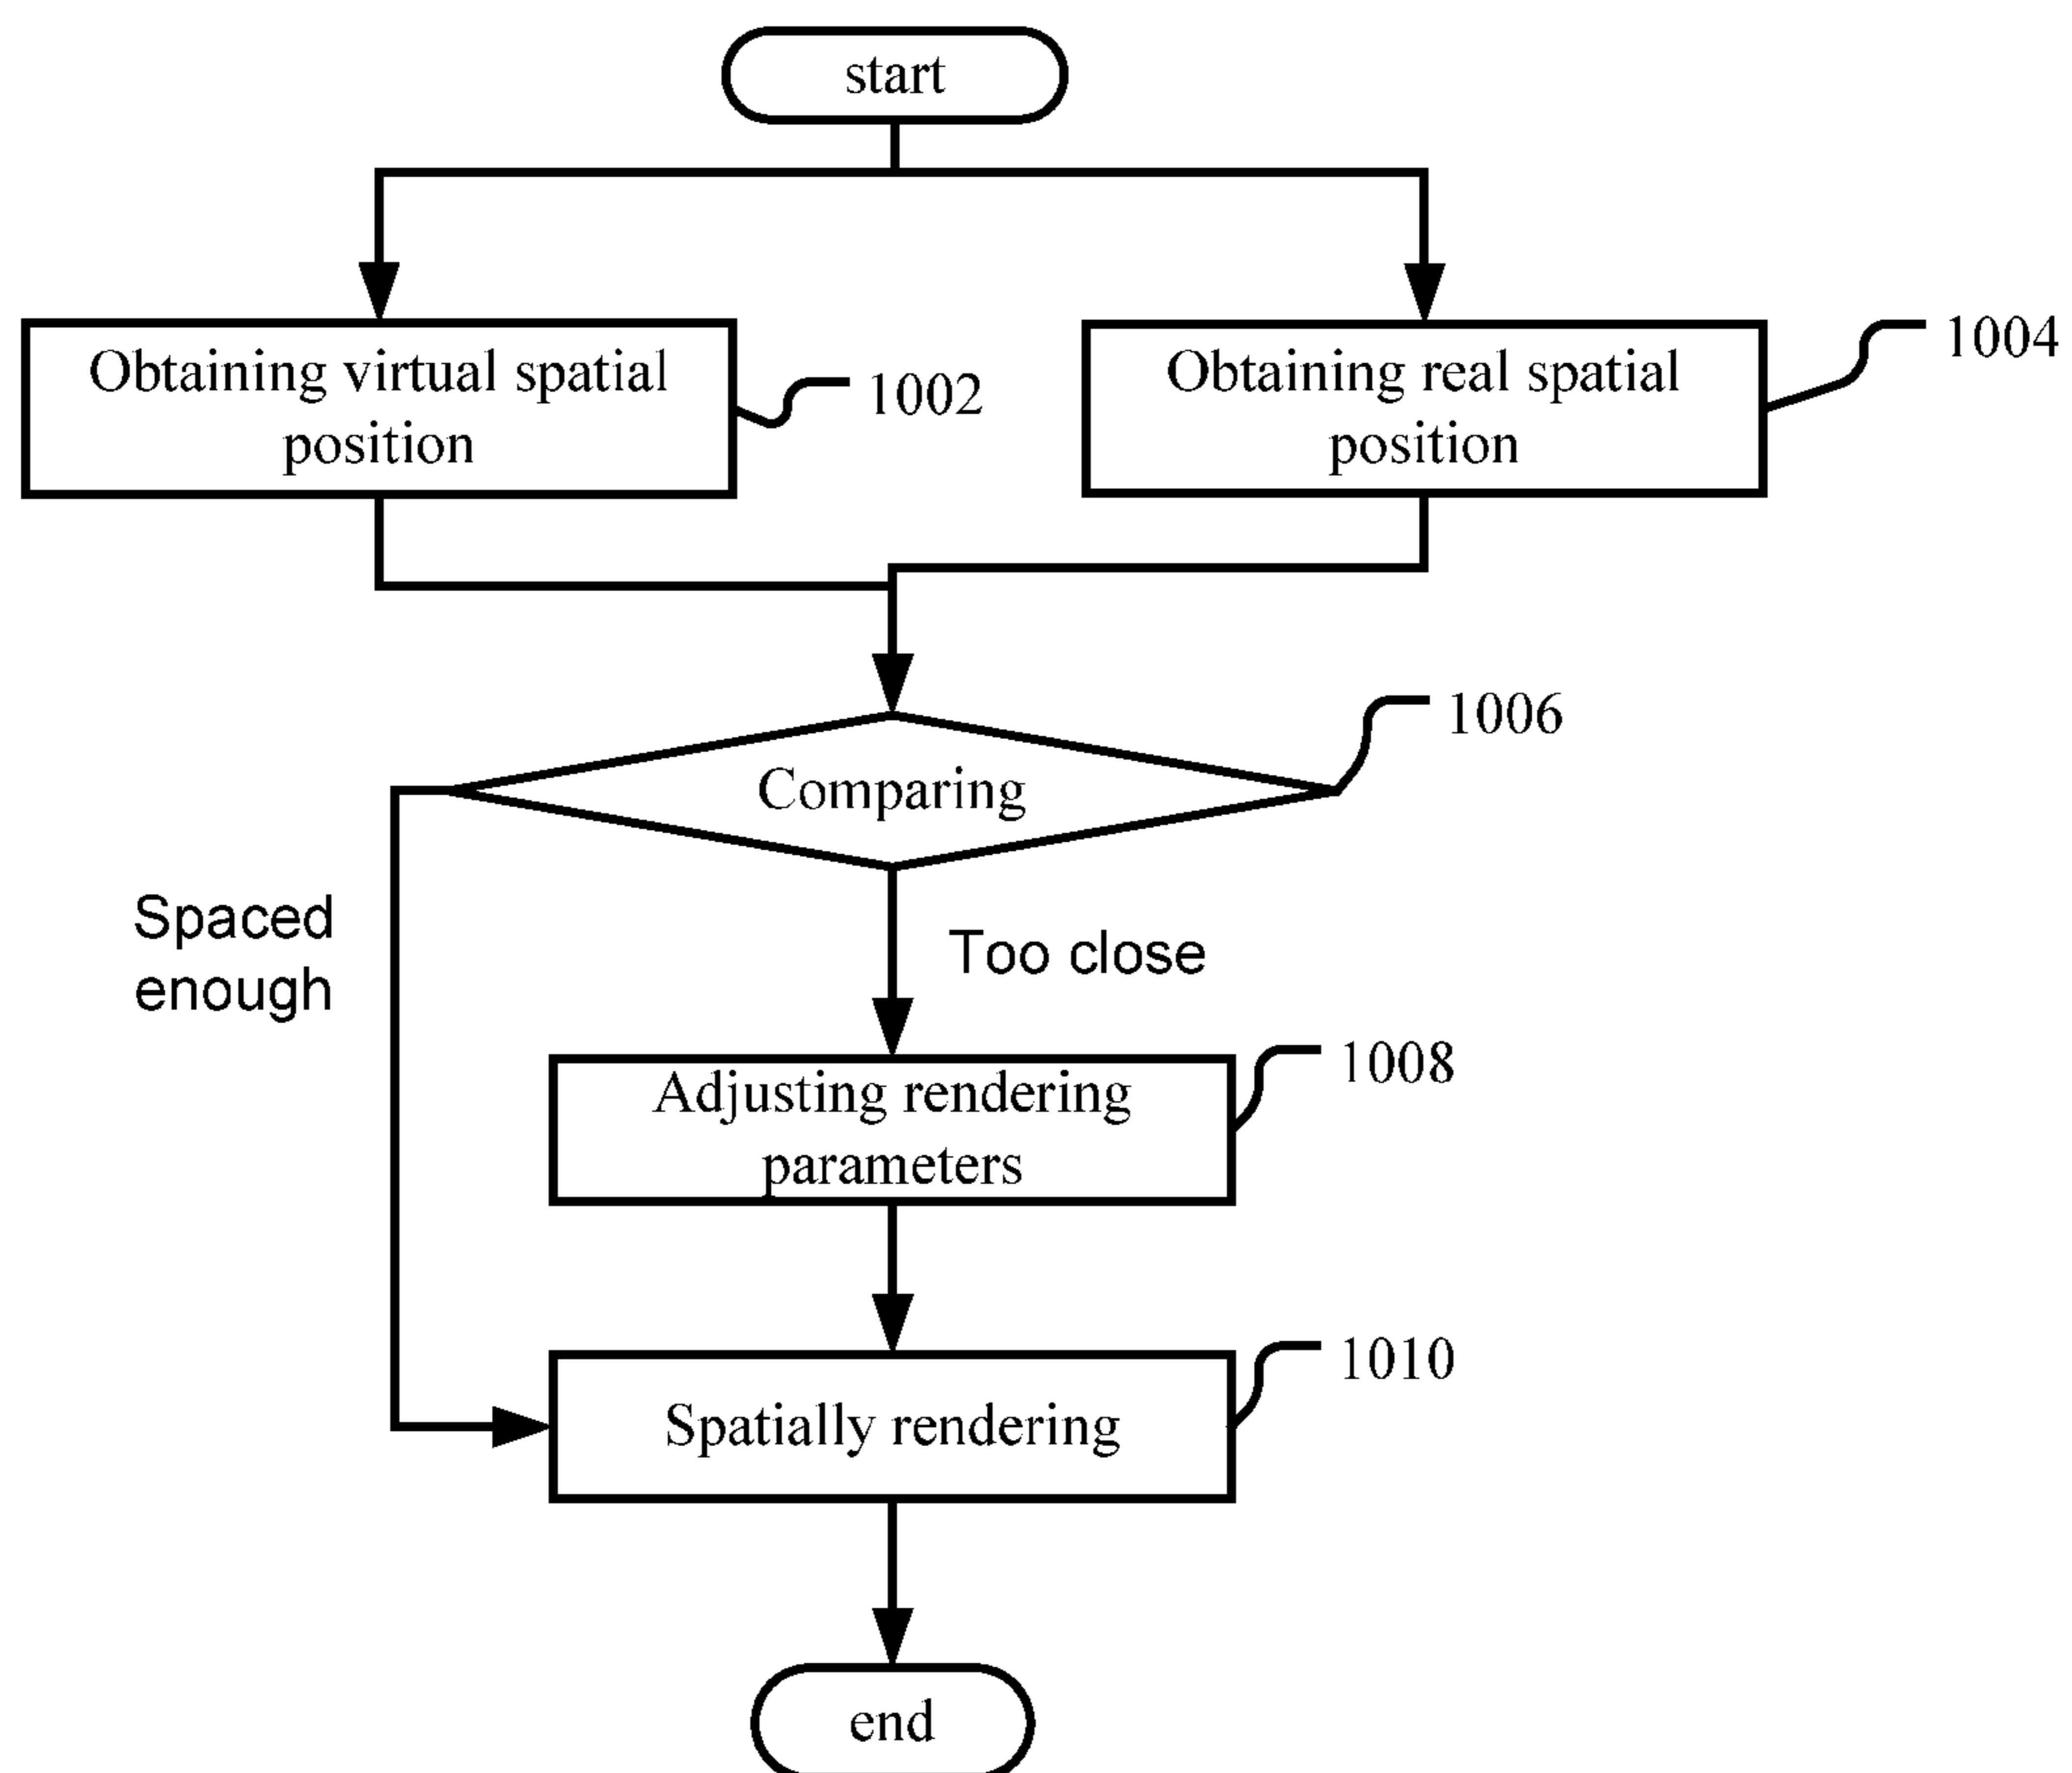 start
Obtaining virtual spatial
position
1002
Obtaining real spatial
position
1004
Comparing
1006
Spaced
enough
Too close
Adjusting rendering
parameters
1008
Spatially rendering
1010
end